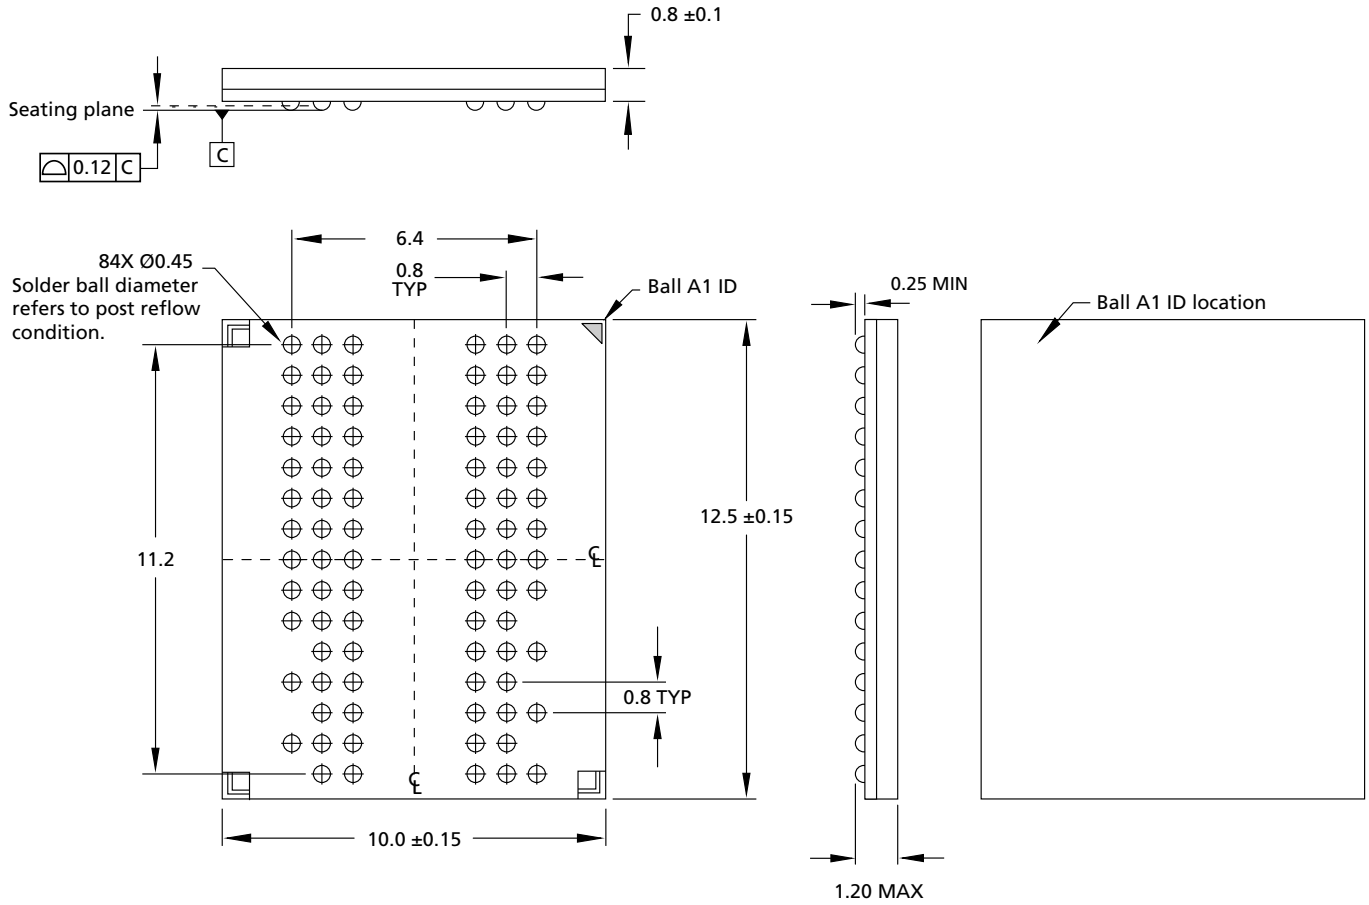 0.8 ±0.1
Seating plane
0.12 C
C
6.4
84X Ø0.45
Solder ball diameter
refers to post reflow
condition.
0.8
TYP
Ball A1 ID
0.25 MIN
Ball A1 ID location
12.5 ±0.15
11.2
℄
0.8 TYP
℄
10.0 ±0.15
1.20 MAX